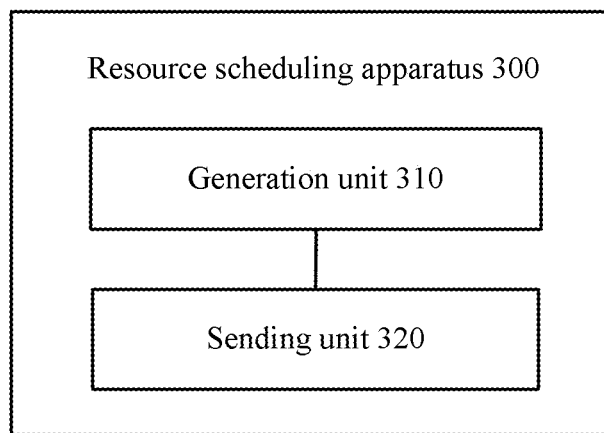 Resource scheduling apparatus 300
Generation unit 310
Sending unit 320